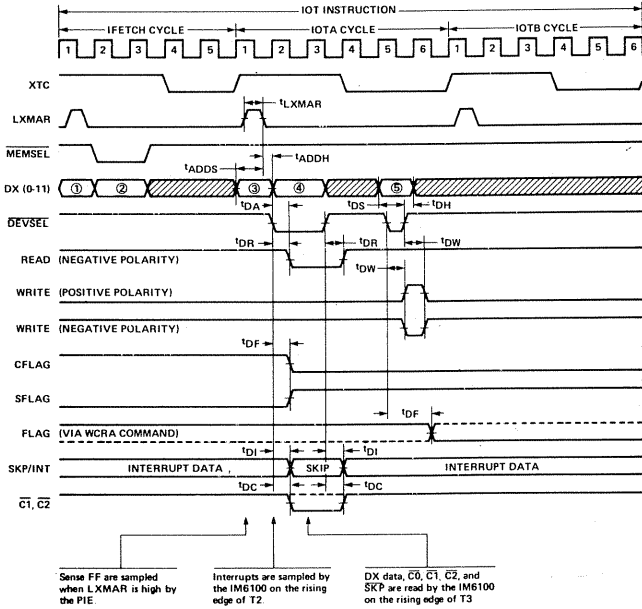 IOT INSTRUCTION
IFETCH CYCLE IOTA CYCLE IOTB CYCLE
1 2 3 4 5 1 2 3 4 5 6 1 2 3 4 5 6
XTC
tLXMAR
LXMAR
MEMSEL
tADDS tADDH
DX (0-11) ① ② ③ ④ ⑤
tDA tDS tDH
DEVSEL
tDR tDR tDW
READ (NEGATIVE POLARITY)
tDW
WRITE (POSITIVE POLARITY)
WRITE (NEGATIVE POLARITY)
tDF
CFLAG
SFLAG
tDF
FLAG (VIA WCRA COMMAND)
tDI tDI
SKP/INT INTERRUPT DATA SKIP INTERRUPT DATA
tDC tDC
C1, C2
Sense FF are sampled
when LXMAR is high by
the PIE.
Interrupts are sampled by
the IM6100 on the rising
edge of T2.
DX data, C0, C1, C2, and
SKP are read by the IM6100
on the rising edge of T3